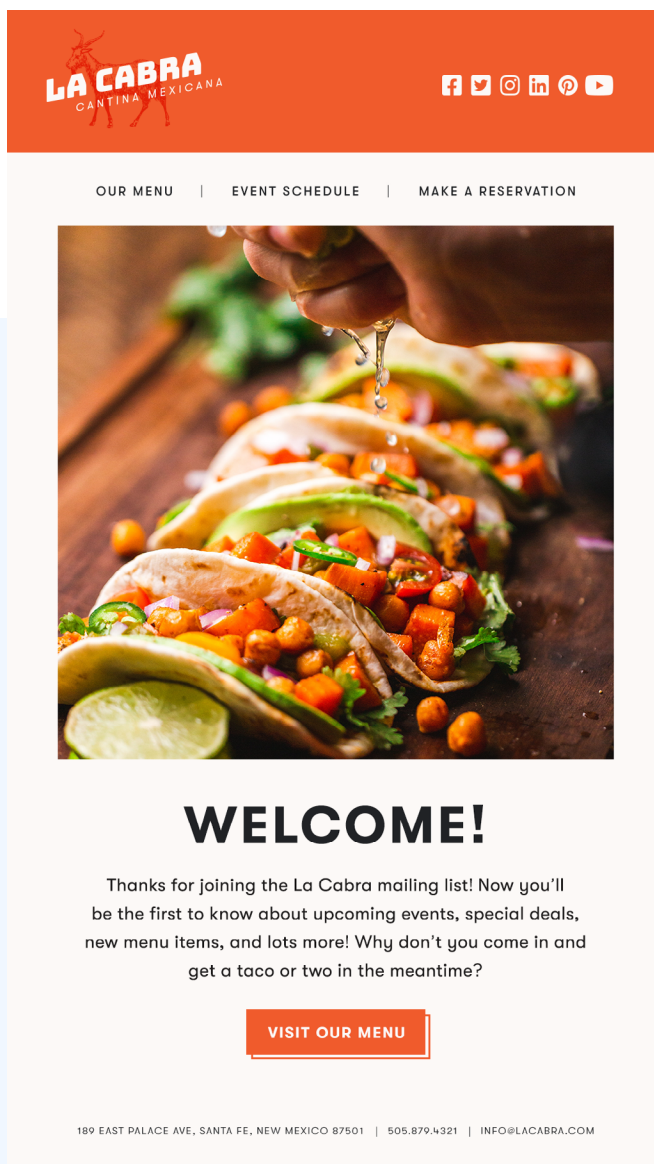 LA CABRA
CANTINA MEXICANA
OUR MENU | EVENT SCHEDULE | MAKE A RESERVATION
WELCOME!
Thanks for joining the La Cabra mailing list! Now you'll
be the first to know about upcoming events, special deals,
new menu items, and lots more! Why don't you come in and
get a taco or two in the meantime?
VISIT OUR MENU
189 EAST PALACE AVE, SANTA FE, NEW MEXICO 87501 | 505.879.4321 | INFO@LACABRA.COM